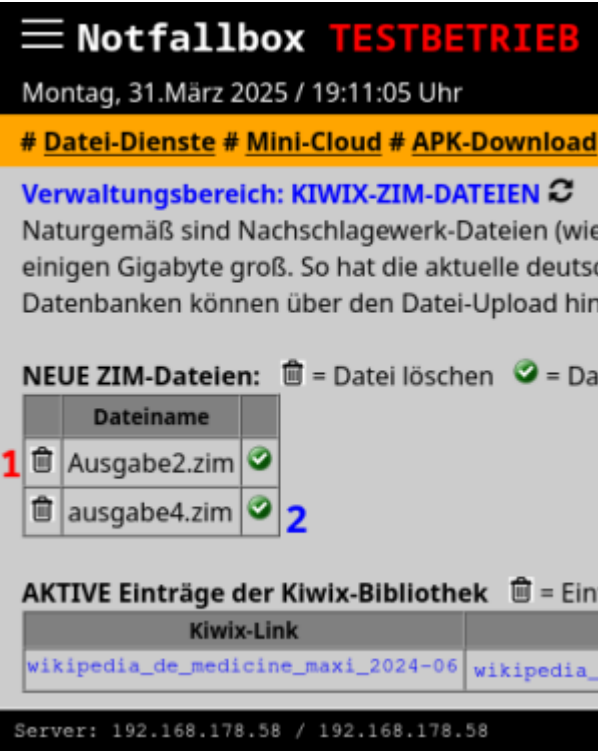 Notfallbox TESTBETRIEB
Montag, 31.März 2025 / 19:11:05 Uhr
# Datei-Dienste # Mini-Cloud # APK-Download
Verwaltungsbereich: KIWIX-ZIM-DATEIEN
Naturgemäß sind Nachschlagewerk-Dateien (wie
einigen Gigabyte groß. So hat die aktuelle deutsc
Datenbanken können über den Datei-Upload hin
NEUE ZIM-Dateien: = Datei löschen = Da
Dateiname
1 Ausgabe2.zim
ausgabe4.zim 2
AKTIVE Einträge der Kiwix-Bibliothek = Ein
Kiwix-Link
wikipedia_de_medicine_maxi_2024-06 wikipedia_
Server: 192.168.178.58 / 192.168.178.58